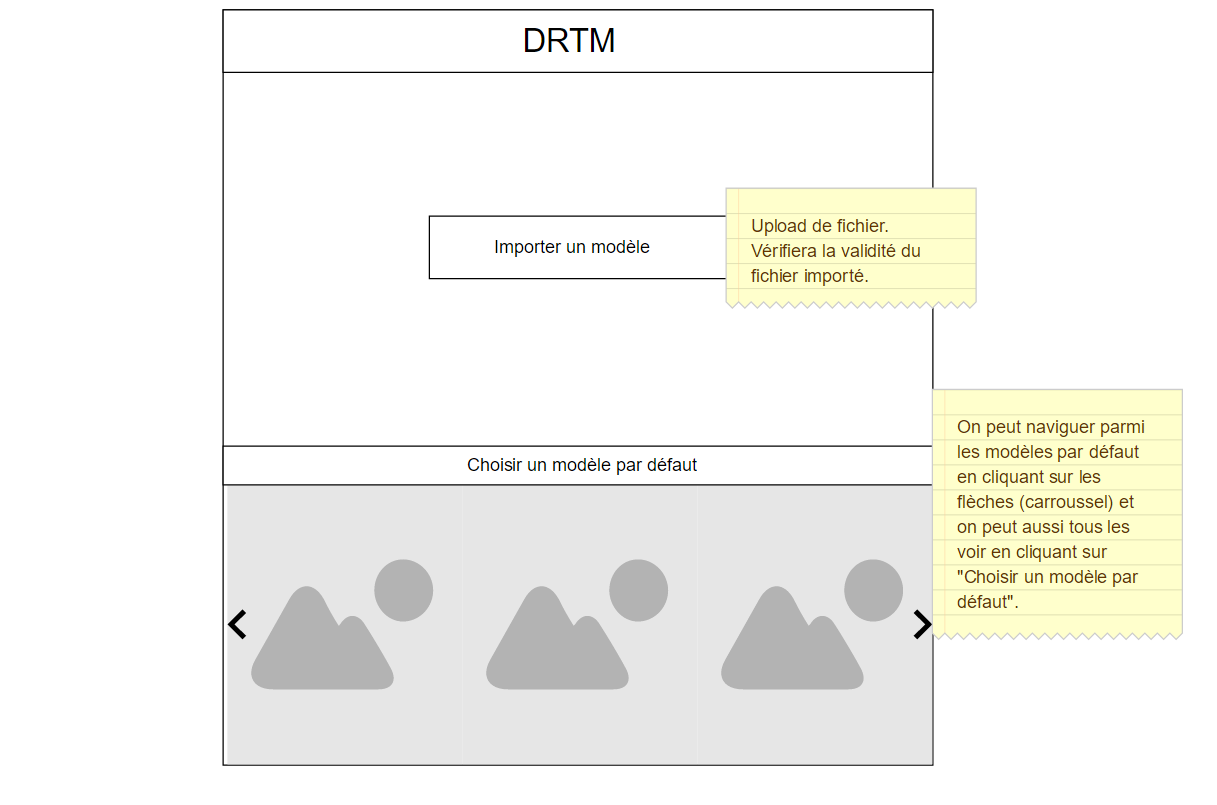 DRTM
Importer un modèle
Upload de fichier.
Vérifiera la validité du
fichier importé.
Choisir un modèle par défaut
On peut naviguer parmi
les modèles par défaut
en cliquant sur les
flèches (carroussel) et
on peut aussi tous les
voir en cliquant sur
"Choisir un modèle par
défaut".